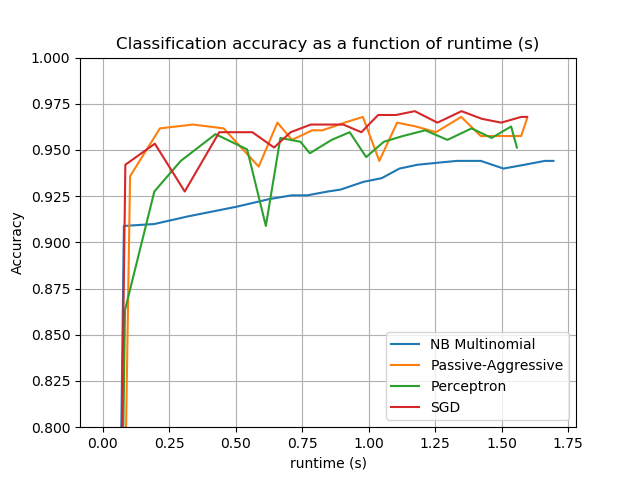 Classification accuracy as a function of runtime (s)
1.000
0.975
0.950
0.925
0.900
0.875
0.850
0.825
0.800
Accuracy
NB Multinomial
Passive-Aggressive
Perceptron
SGD
0.00 0.25 0.50 0.75 1.00 1.25 1.50 1.75
runtime (s)